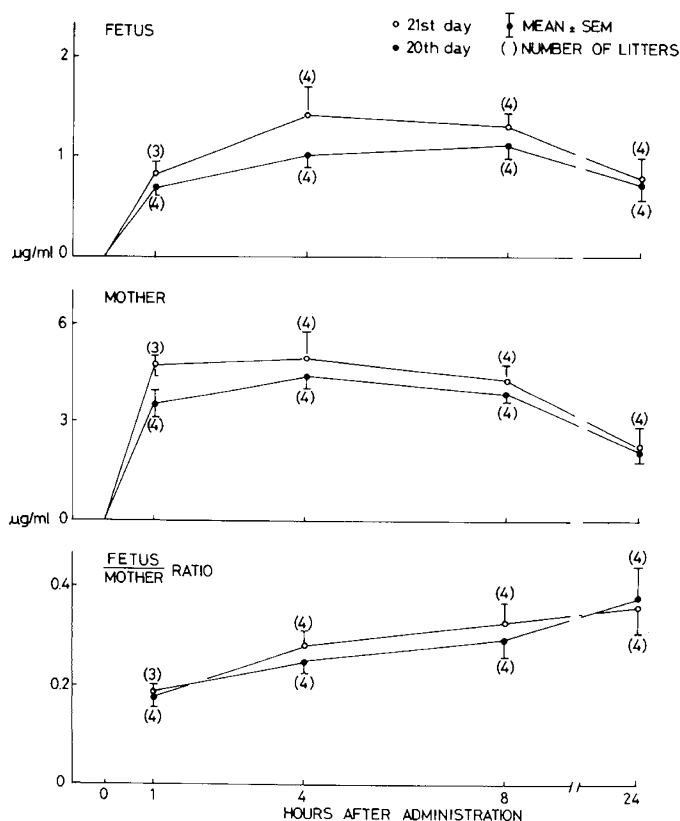 FETUS
○ 21st day
● 20th day
MEAN ± SEM
( ) NUMBER OF LITTERS
2
1
µg/ml 0
(3)
(4)
(4)
(4)
(4)
(4)
(4)
(4)
MOTHER
6
3
µg/ml 0
(3)
(4)
(4)
(4)
(4)
(4)
(4)
FETUS
MOTHER RATIO
0.4
0.2
0
(3)
(4)
(4)
(4)
(4)
(4)
(4)
(4)
0 1 4 8 24
HOURS AFTER ADMINISTRATION